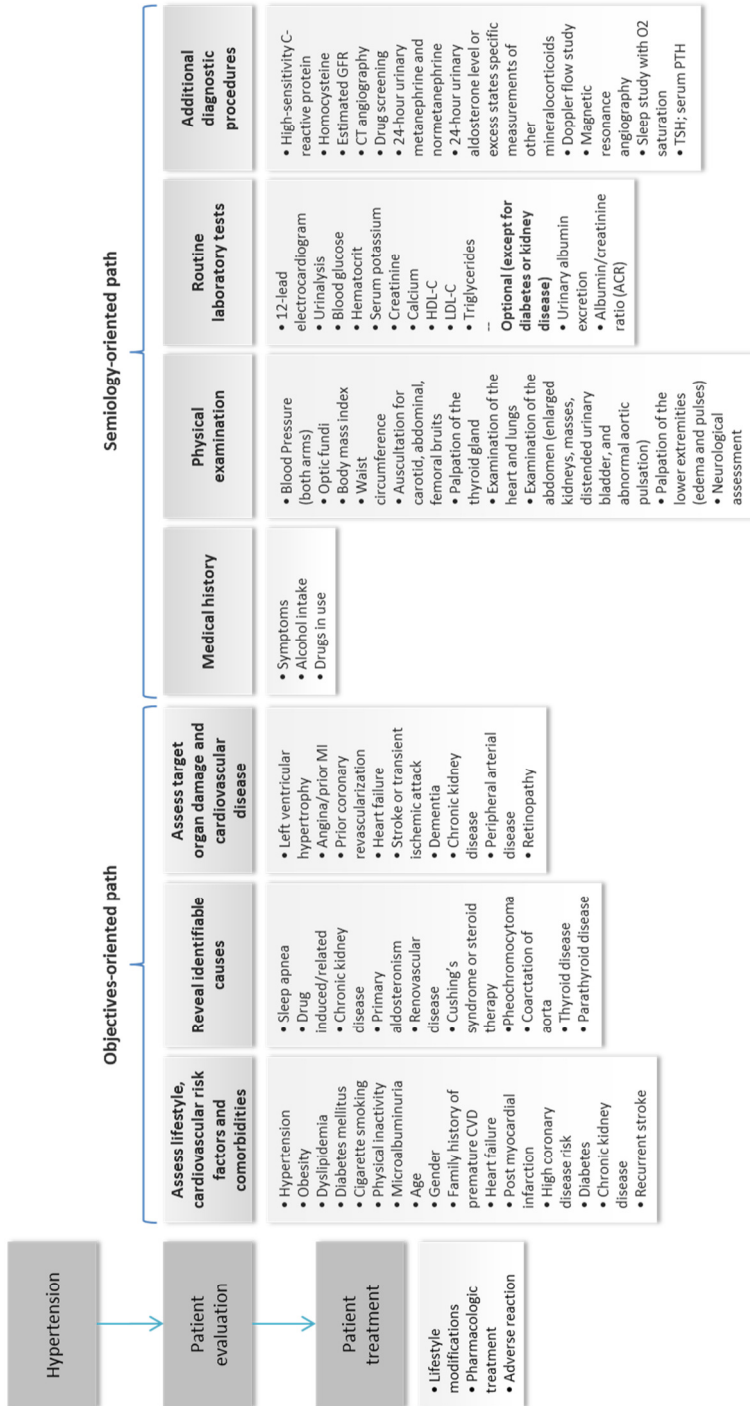 Hypertension
Patient
evaluation
Patient
treatment
• Lifestyle
modifications
• Pharmacologic
treatment
• Adverse reaction
Objectives-oriented path
Assess lifestyle,
cardiovascular risk
factors and
comorbidities
• Hypertension
• Obesity
• Dyslipidemia
• Diabetes mellitus
• Cigarette smoking
• Physical inactivity
• Microalbuminuria
• Age
• Gender
• Family history of
premature CVD
• Heart failure
• Post myocardial
infarction
• High coronary
disease risk
• Diabetes
• Chronic kidney
disease
• Recurrent stroke
Reveal identifiable
causes
• Sleep apnea
• Drug
induced/related
• Chronic kidney
disease
• Primary
aldosteronism
• Renovascular
disease
• Cushing's
syndrome or steroid
therapy
•Pheochromocytoma
• Coarctation of
aorta
• Thyroid disease
• Parathyroid disease
Assess target
organ damage and
cardiovascular
disease
• Left ventricular
hypertrophy
• Angina/prior MI
• Prior coronary
revascularization
• Heart failure
• Stroke or transient
ischemic attack
• Dementia
• Chronic kidney
disease
• Peripheral arterial
disease
• Retinopathy
Semiology-oriented path
Medical history
• Symptoms
• Alcohol intake
• Drugs in use
Physical
examination
• Blood Pressure
(both arms)
• Optic fundi
• Body mass index
• Waist
circumference
• Auscultation for
carotid, abdominal,
femoral bruits
• Palpation of the
thyroid gland
• Examination of the
heart and lungs
• Examination of the
abdomen (enlarged
kidneys, masses,
distended urinary
bladder, and
abnormal aortic
pulsation)
• Palpation of the
lower extremities
(edema and pulses)
• Neurological
assessment
Routine
laboratory tests
• 12-lead
electrocardiogram
• Urinalysis
• Blood glucose
• Hematocrit
• Serum potassium
• Creatinine
• Calcium
• HDL-C
• LDL-C
• Triglycerides
--
Optional (except for
diabetes or kidney
disease)
• Urinary albumin
excretion
• Albumin/creatinine
ratio (ACR)
Additional
diagnostic
procedures
• High-sensitivity C-
reactive protein
• Homocysteine
• Estimated GFR
• CT angiography
• Drug screening
• 24-hour urinary
metanephrine and
normetanephrine
• 24-hour urinary
aldosterone level or
excess states specific
measurements of
other
mineralocorticoids
• Doppler flow study
• Magnetic
resonance
angiography
• Sleep study with O2
saturation
• TSH; serum PTH